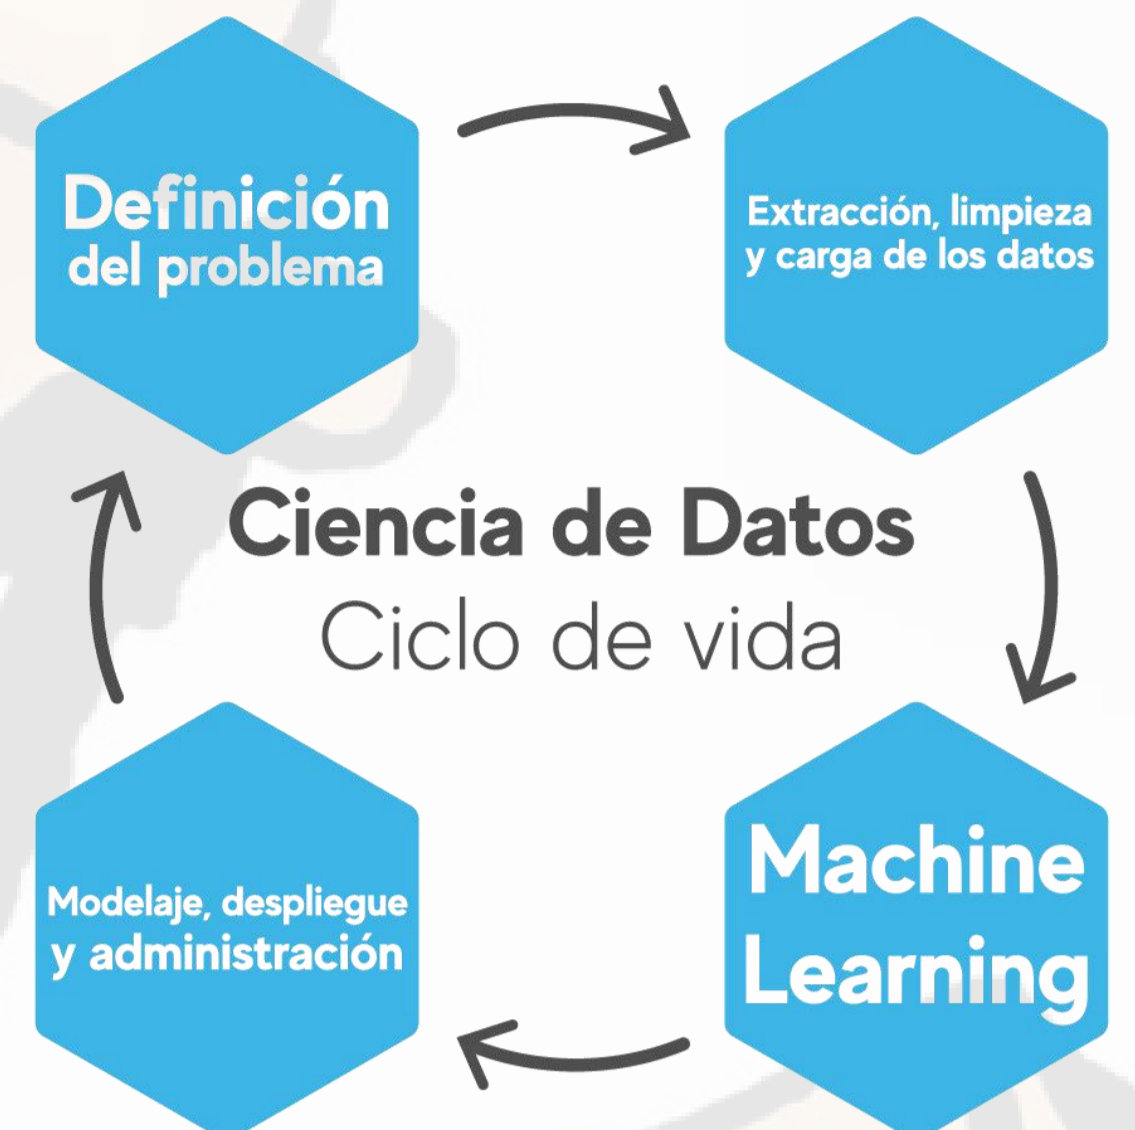 Definición
del problema
Extracción, limpieza
y carga de los datos
Ciencia de Datos
Ciclo de vida
Modelaje, despliegue
y administración
Machine
Learning